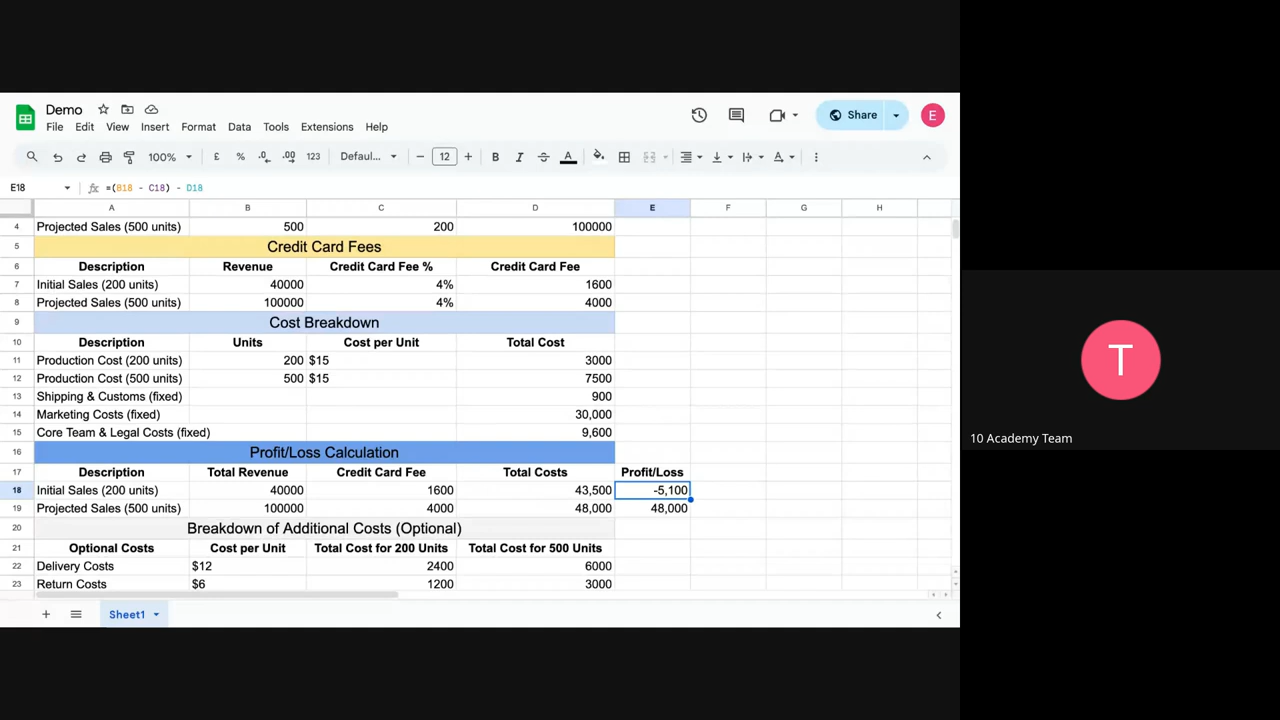 Demo
File Edit View Insert Format Data Tools Extensions Help
Share
E
100% £ % .0 .00 123 Defaul... − 12 + B I A
E18 fx =(B18 - C18) - D18
A B C D E F G H
4 Projected Sales (500 units) 500 200 100000
5 Credit Card Fees
6 Description Revenue Credit Card Fee % Credit Card Fee
7 Initial Sales (200 units) 40000 4% 1600
8 Projected Sales (500 units) 100000 4% 4000
9 Cost Breakdown
10 Description Units Cost per Unit Total Cost
11 Production Cost (200 units) 200 $15 3000
12 Production Cost (500 units) 500 $15 7500
13 Shipping & Customs (fixed) 900
14 Marketing Costs (fixed) 30,000
15 Core Team & Legal Costs (fixed) 9,600
16 Profit/Loss Calculation
17 Description Total Revenue Credit Card Fee Total Costs Profit/Loss
18 Initial Sales (200 units) 40000 1600 43,500 -5,100
19 Projected Sales (500 units) 100000 4000 48,000 48,000
20 Breakdown of Additional Costs (Optional)
21 Optional Costs Cost per Unit Total Cost for 200 Units Total Cost for 500 Units
22 Delivery Costs $12 2400 6000
23 Return Costs $6 1200 3000
+ Sheet1
T
10 Academy Team